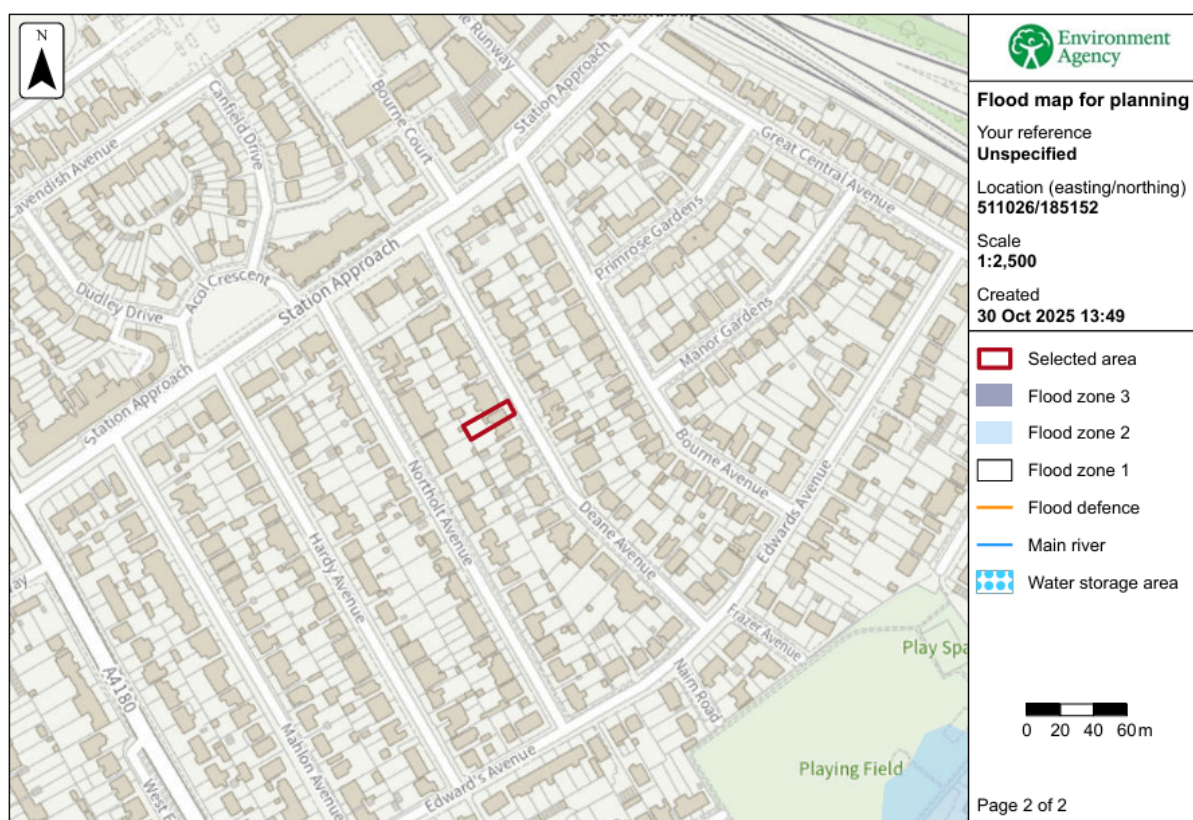 N
Canfield Drive
Bourne Court
Runway
Station Approach
Great Central Avenue
Primrose Gardens
Manor Gardens
Dudley Drive
Acol Crescent
Station Approach
Station Approach
Northolt Avenue
Hardy Avenue
Bourne Avenue
Deane Avenue
Edwards Avenue
Frazer Avenue
Nairn Road
Play Spa
A4180
Mahlon Avenue
Edward's Avenue
Playing Field
Environment
Agency
Flood map for planning
Your reference
Unspecified
Location (easting/northing)
511026/185152
Scale
1:2,500
Created
30 Oct 2025 13:49
Selected area
Flood zone 3
Flood zone 2
Flood zone 1
Flood defence
Main river
Water storage area
0 20 40 60m
Page 2 of 2